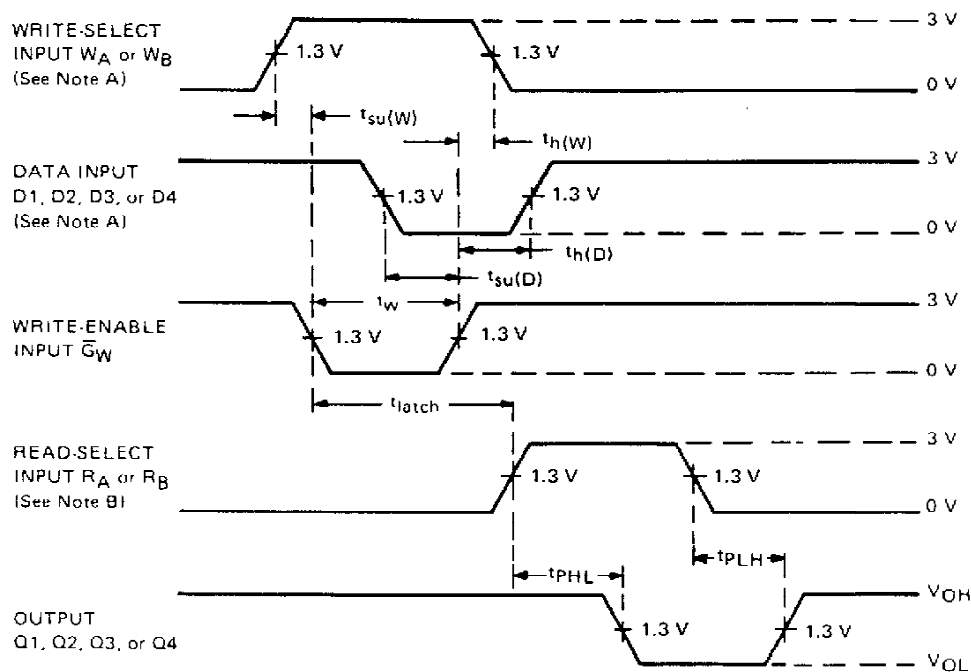 WRITE-SELECT
INPUT WA or WB
(See Note A)
1.3 V
1.3 V
3 V
0 V
tsu(W)
th(W)
DATA INPUT
D1, D2, D3, or D4
(See Note A)
1.3 V
1.3 V
3 V
0 V
th(D)
tsu(D)
tw
WRITE-ENABLE
INPUT G̅W
1.3 V
1.3 V
3 V
0 V
tlatch
READ-SELECT
INPUT RA or RB
(See Note B)
1.3 V
1.3 V
3 V
0 V
tPHL
tPLH
OUTPUT
Q1, Q2, Q3, or Q4
1.3 V
1.3 V
VOH
VOL